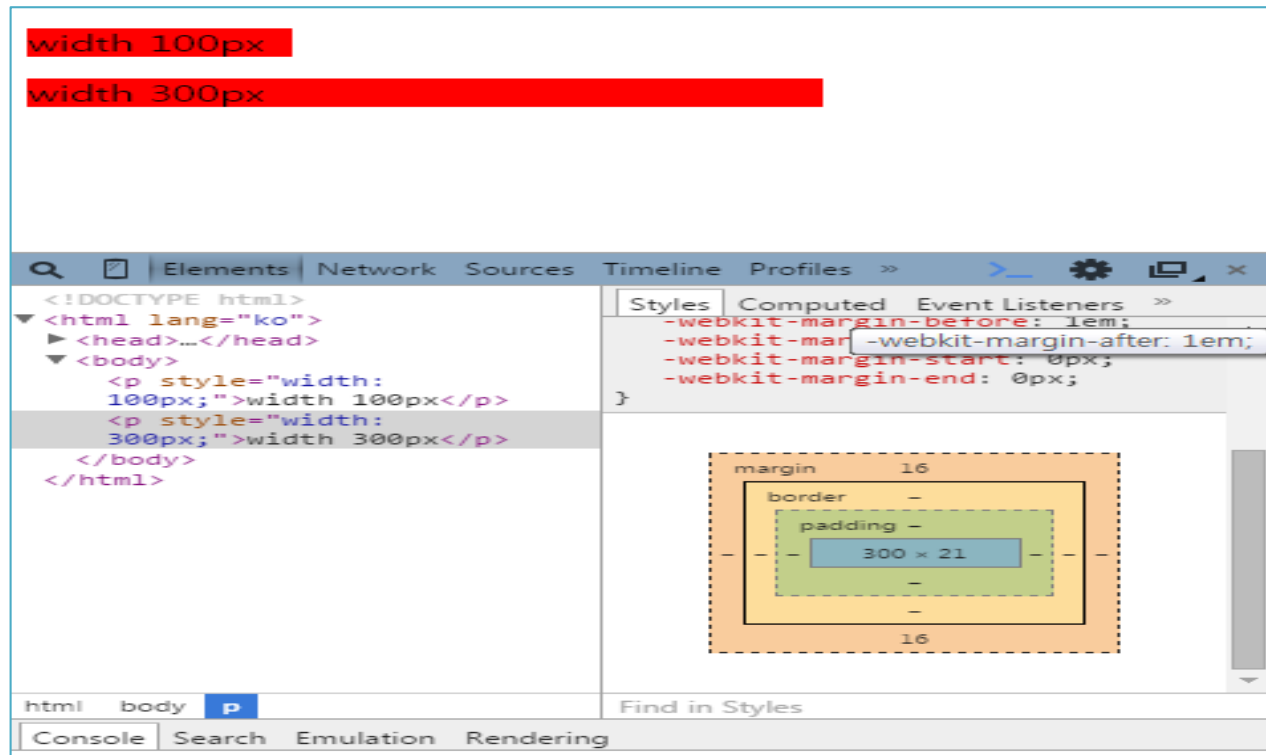 width 100px
width 300px
Elements Network Sources Timeline Profiles »
<!DOCTYPE html>
<html lang="ko">
<head>…</head>
<body>
<p style="width:
100px;">width 100px</p>
<p style="width:
300px;">width 300px</p>
</body>
</html>
html body p
Styles Computed Event Listeners »
-webkit-margin-before: 1em;
-webkit-mar
-webkit-margin-after: 1em;
-webkit-margin-start: 0px;
-webkit-margin-end: 0px;
}
margin 16
border –
padding –
– – – 300 × 21 – – –
–
–
16
Find in Styles
Console Search Emulation Rendering